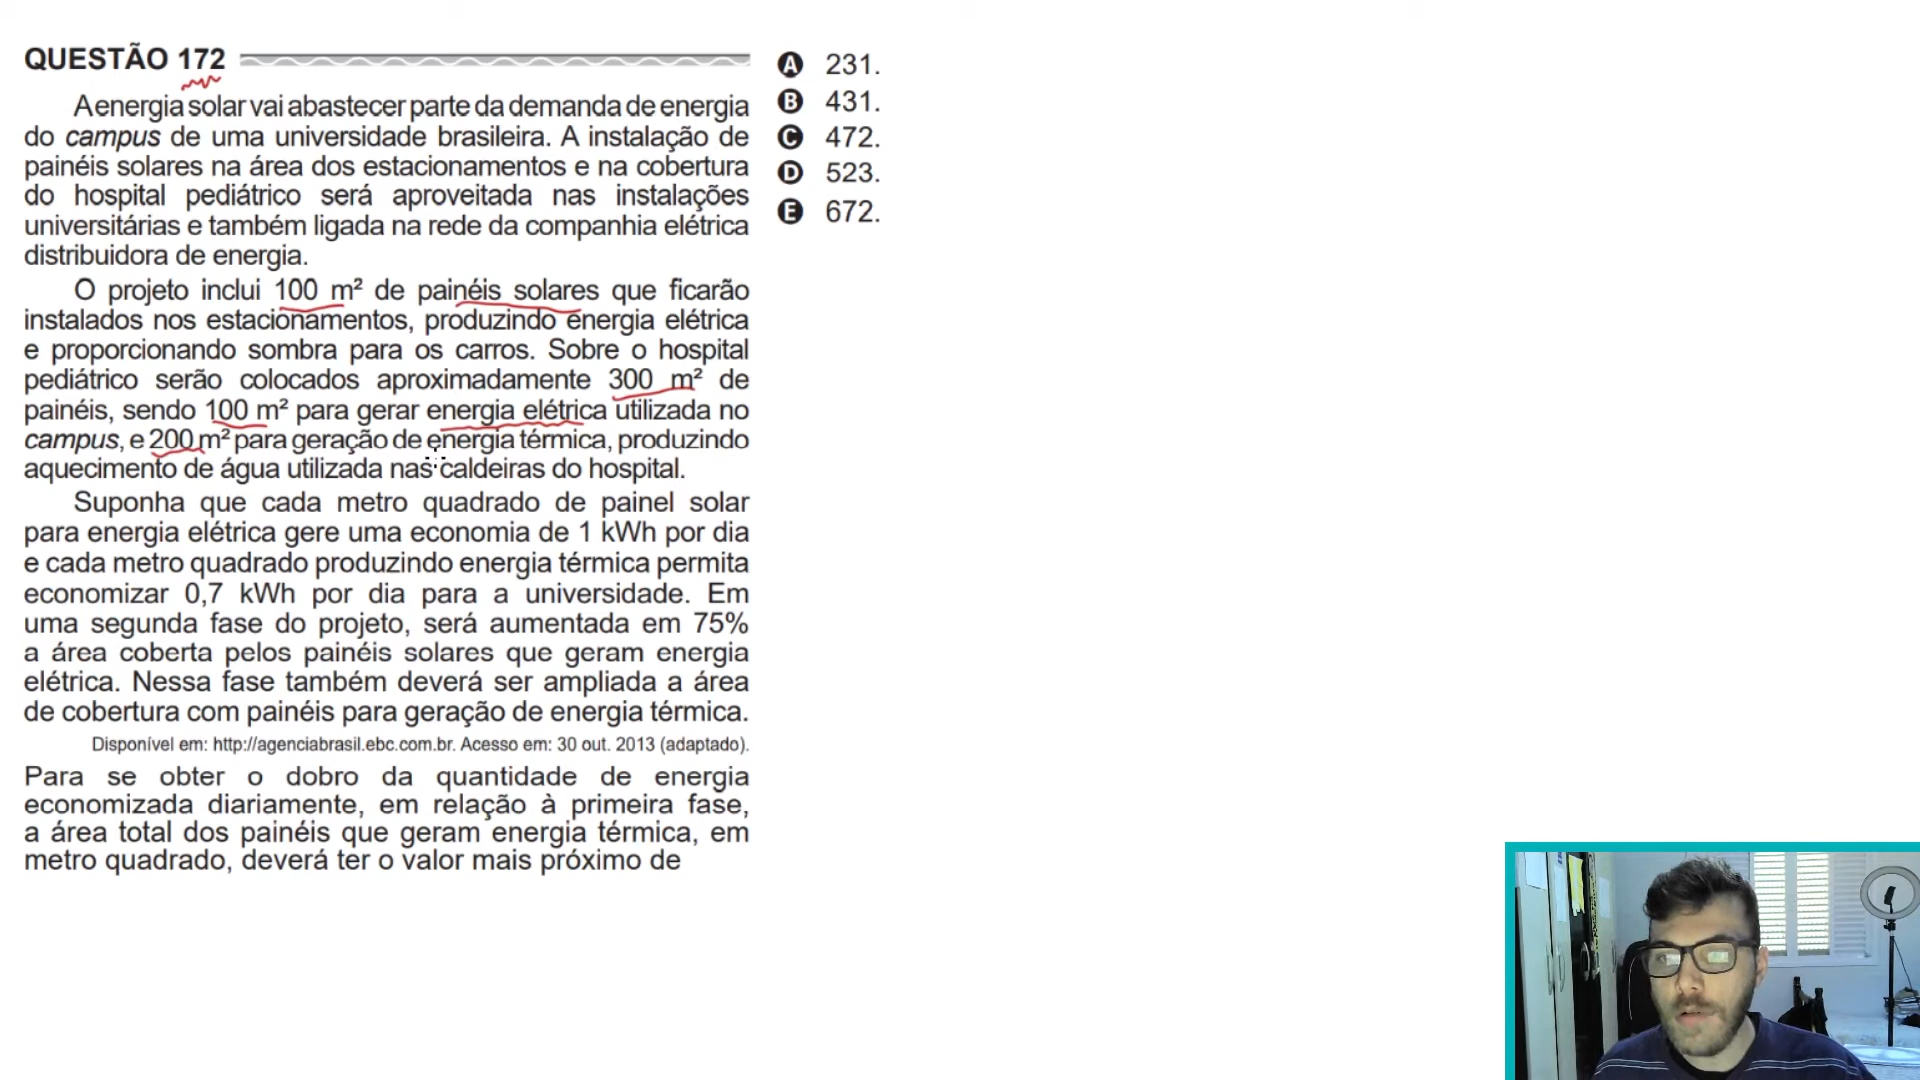 QUESTÃO 172
A energia solar vai abastecer parte da demanda de energia
do campus de uma universidade brasileira. A instalação de
painéis solares na área dos estacionamentos e na cobertura
do hospital pediátrico será aproveitada nas instalações
universitárias e também ligada na rede da companhia elétrica
distribuidora de energia.
O projeto inclui 100 m² de painéis solares que ficarão
instalados nos estacionamentos, produzindo energia elétrica
e proporcionando sombra para os carros. Sobre o hospital
pediátrico serão colocados aproximadamente 300 m² de
painéis, sendo 100 m² para gerar energia elétrica utilizada no
campus, e 200 m² para geração de energia térmica, produzindo
aquecimento de água utilizada nas caldeiras do hospital.
Suponha que cada metro quadrado de painel solar
para energia elétrica gere uma economia de 1 kWh por dia
e cada metro quadrado produzindo energia térmica permita
economizar 0,7 kWh por dia para a universidade. Em
uma segunda fase do projeto, será aumentada em 75%
a área coberta pelos painéis solares que geram energia
elétrica. Nessa fase também deverá ser ampliada a área
de cobertura com painéis para geração de energia térmica.
Disponível em: http://agenciabrasil.ebc.com.br. Acesso em: 30 out. 2013 (adaptado).
Para se obter o dobro da quantidade de energia
economizada diariamente, em relação à primeira fase,
a área total dos painéis que geram energia térmica, em
metro quadrado, deverá ter o valor mais próximo de
A 231.
B 431.
C 472.
D 523.
E 672.